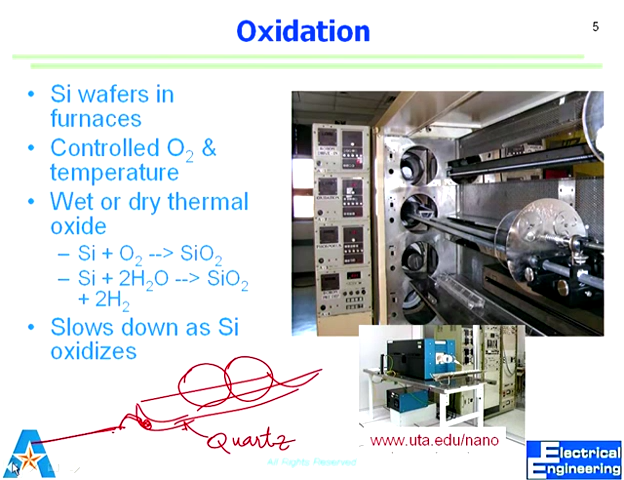 Oxidation
5
• Si wafers in
furnaces
• Controlled O₂ &
temperature
• Wet or dry thermal
oxide
– Si + O₂ --> SiO₂
– Si + 2H₂O --> SiO₂
+ 2H₂
• Slows down as Si
oxidizes
Quartz
www.uta.edu/nano
All Rights Reserved
Electrical
Engineering